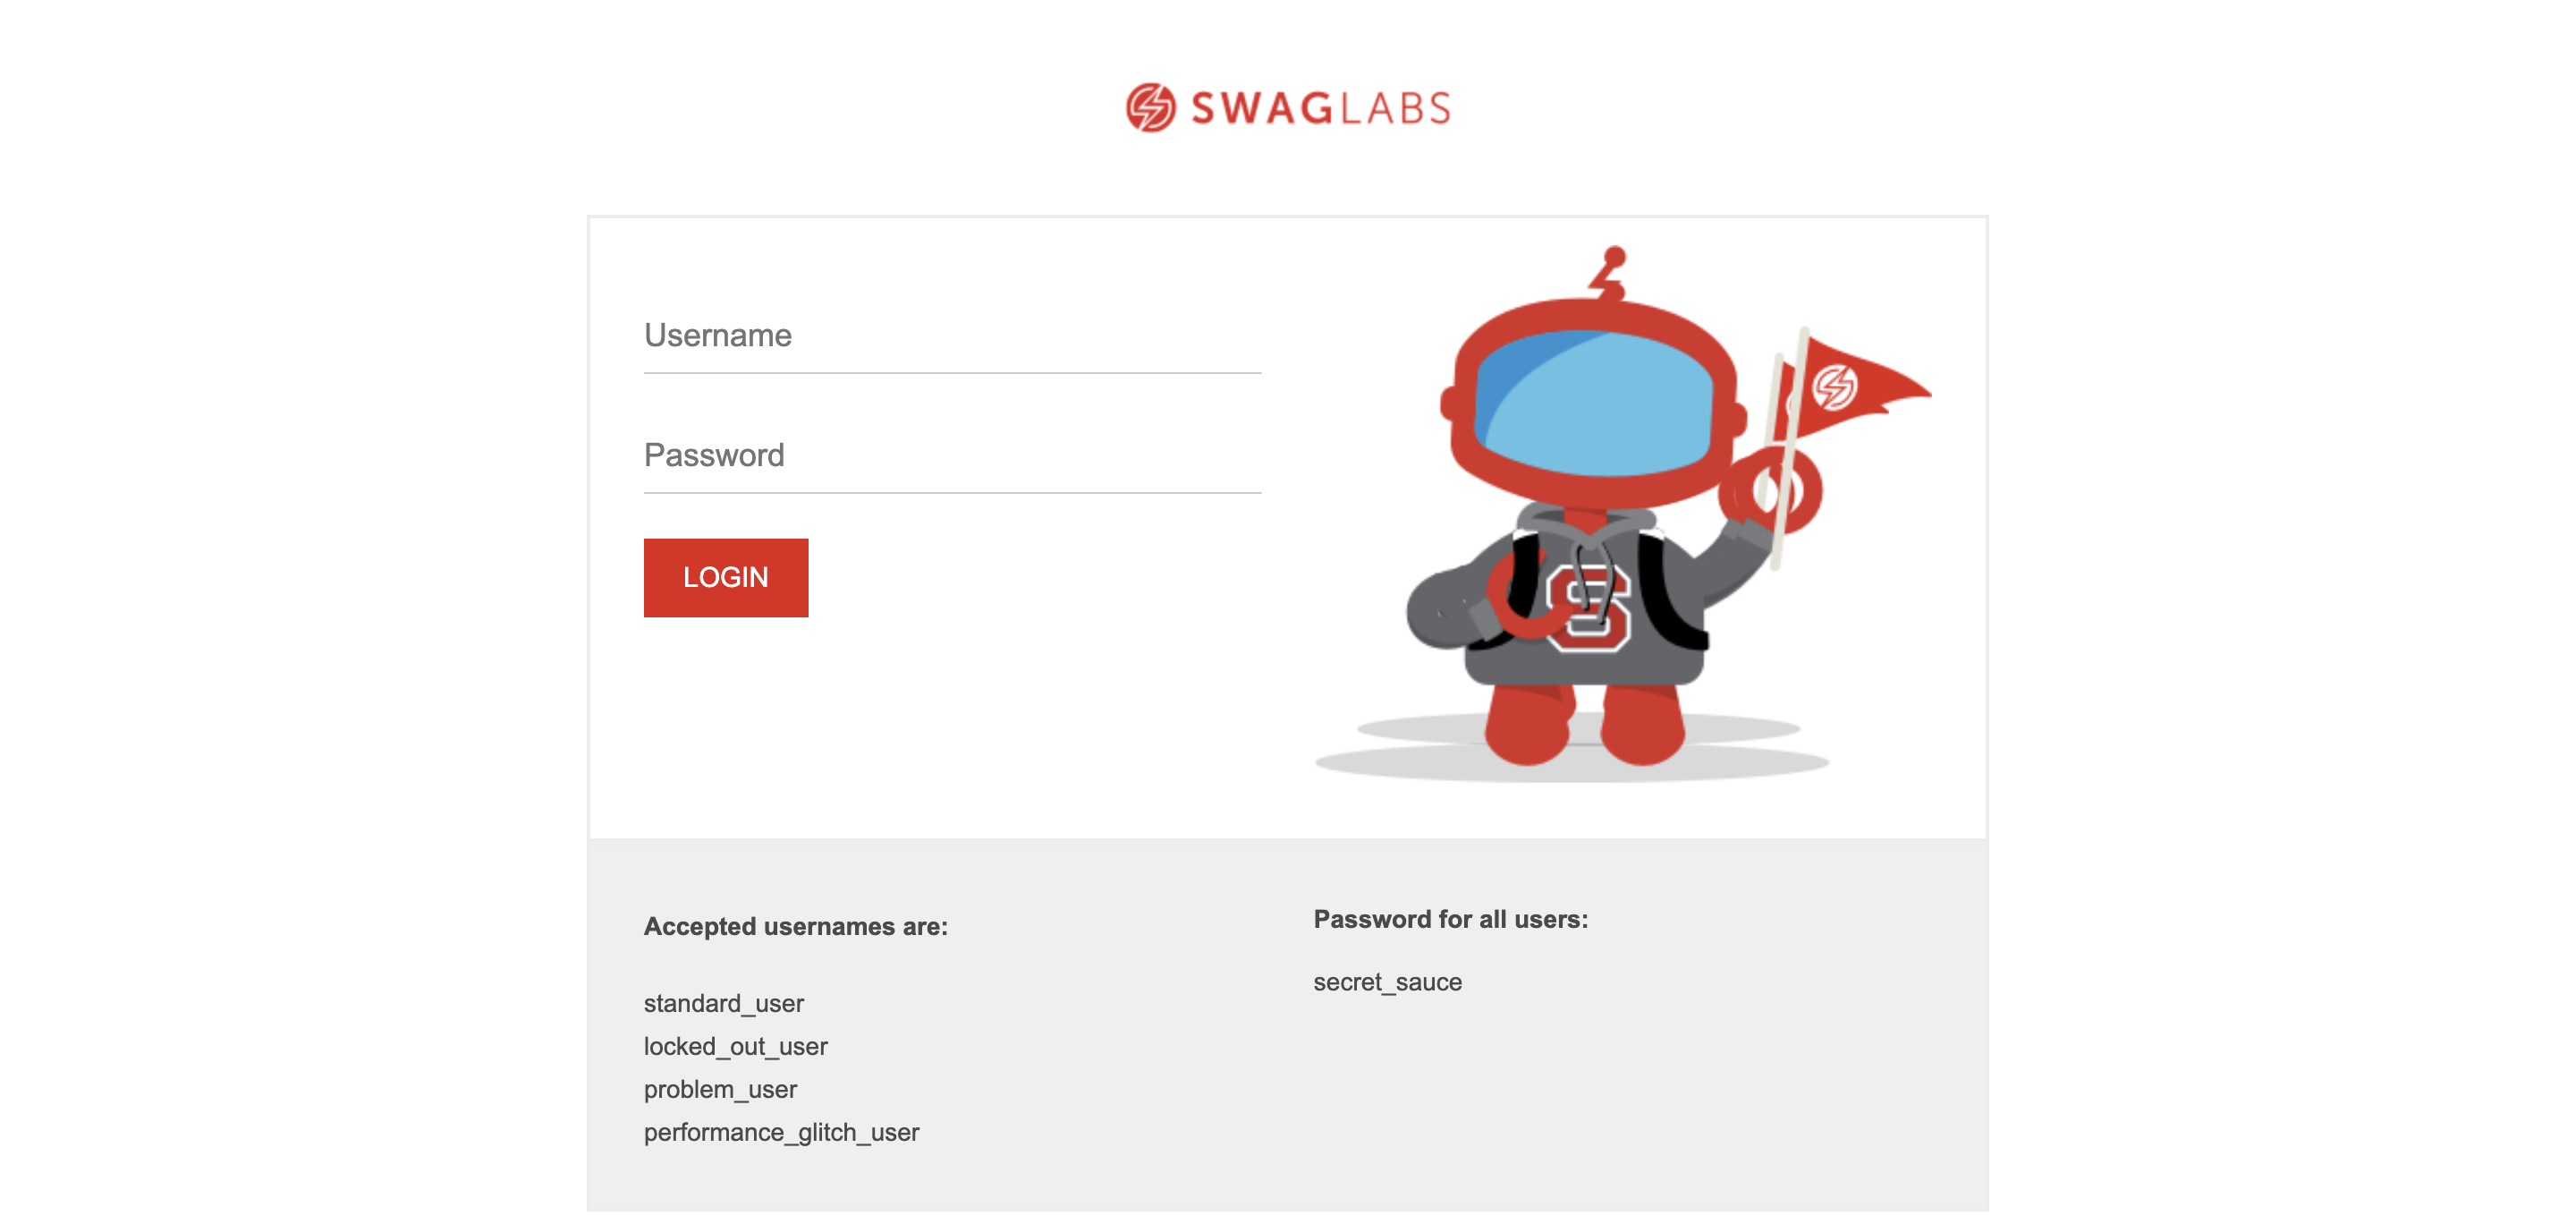 SWAGLABS
Username
Password
LOGIN
S
Accepted usernames are:
standard_user
locked_out_user
problem_user
performance_glitch_user
Password for all users:
secret_sauce